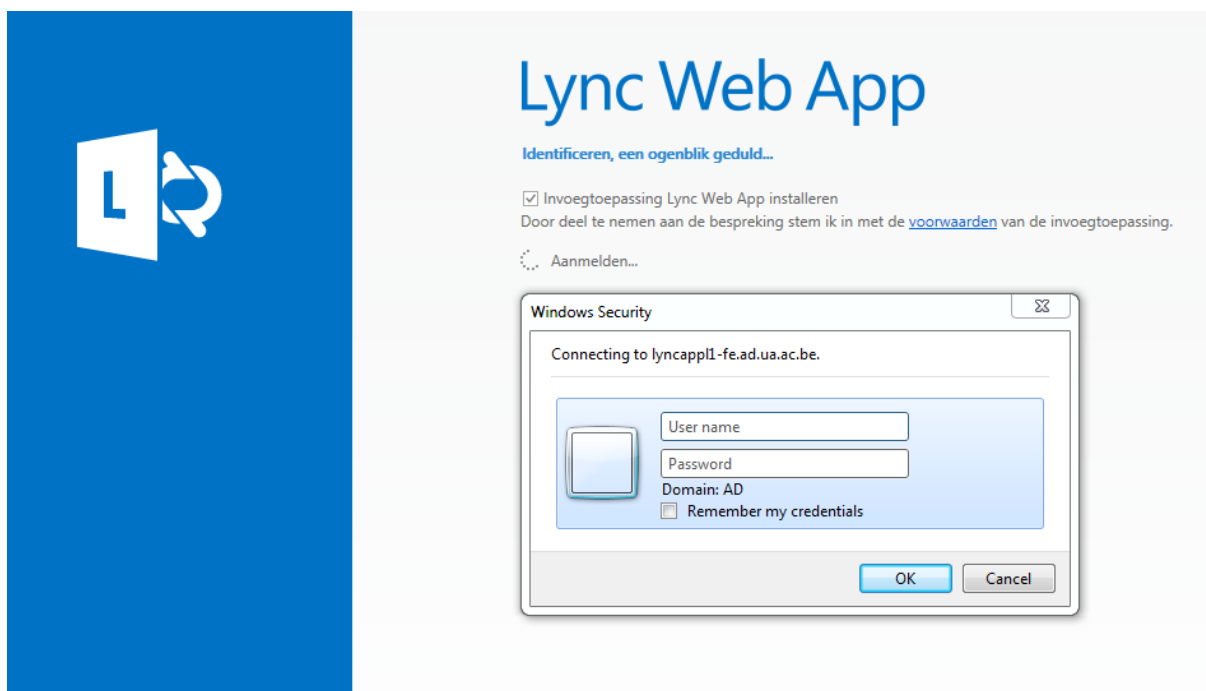 Lync Web App
Identificeren, een ogenblik geduld...
Invoegtoepassing Lync Web App installeren
Door deel te nemen aan de bespreking stem ik in met de voorwaarden van de invoegtoepassing.
L
Aanmelden...
Windows Security
Connecting to lyncappl1-fe.ad.ua.ac.be.
User name
Password
Domain: AD
Remember my credentials
OK Cancel